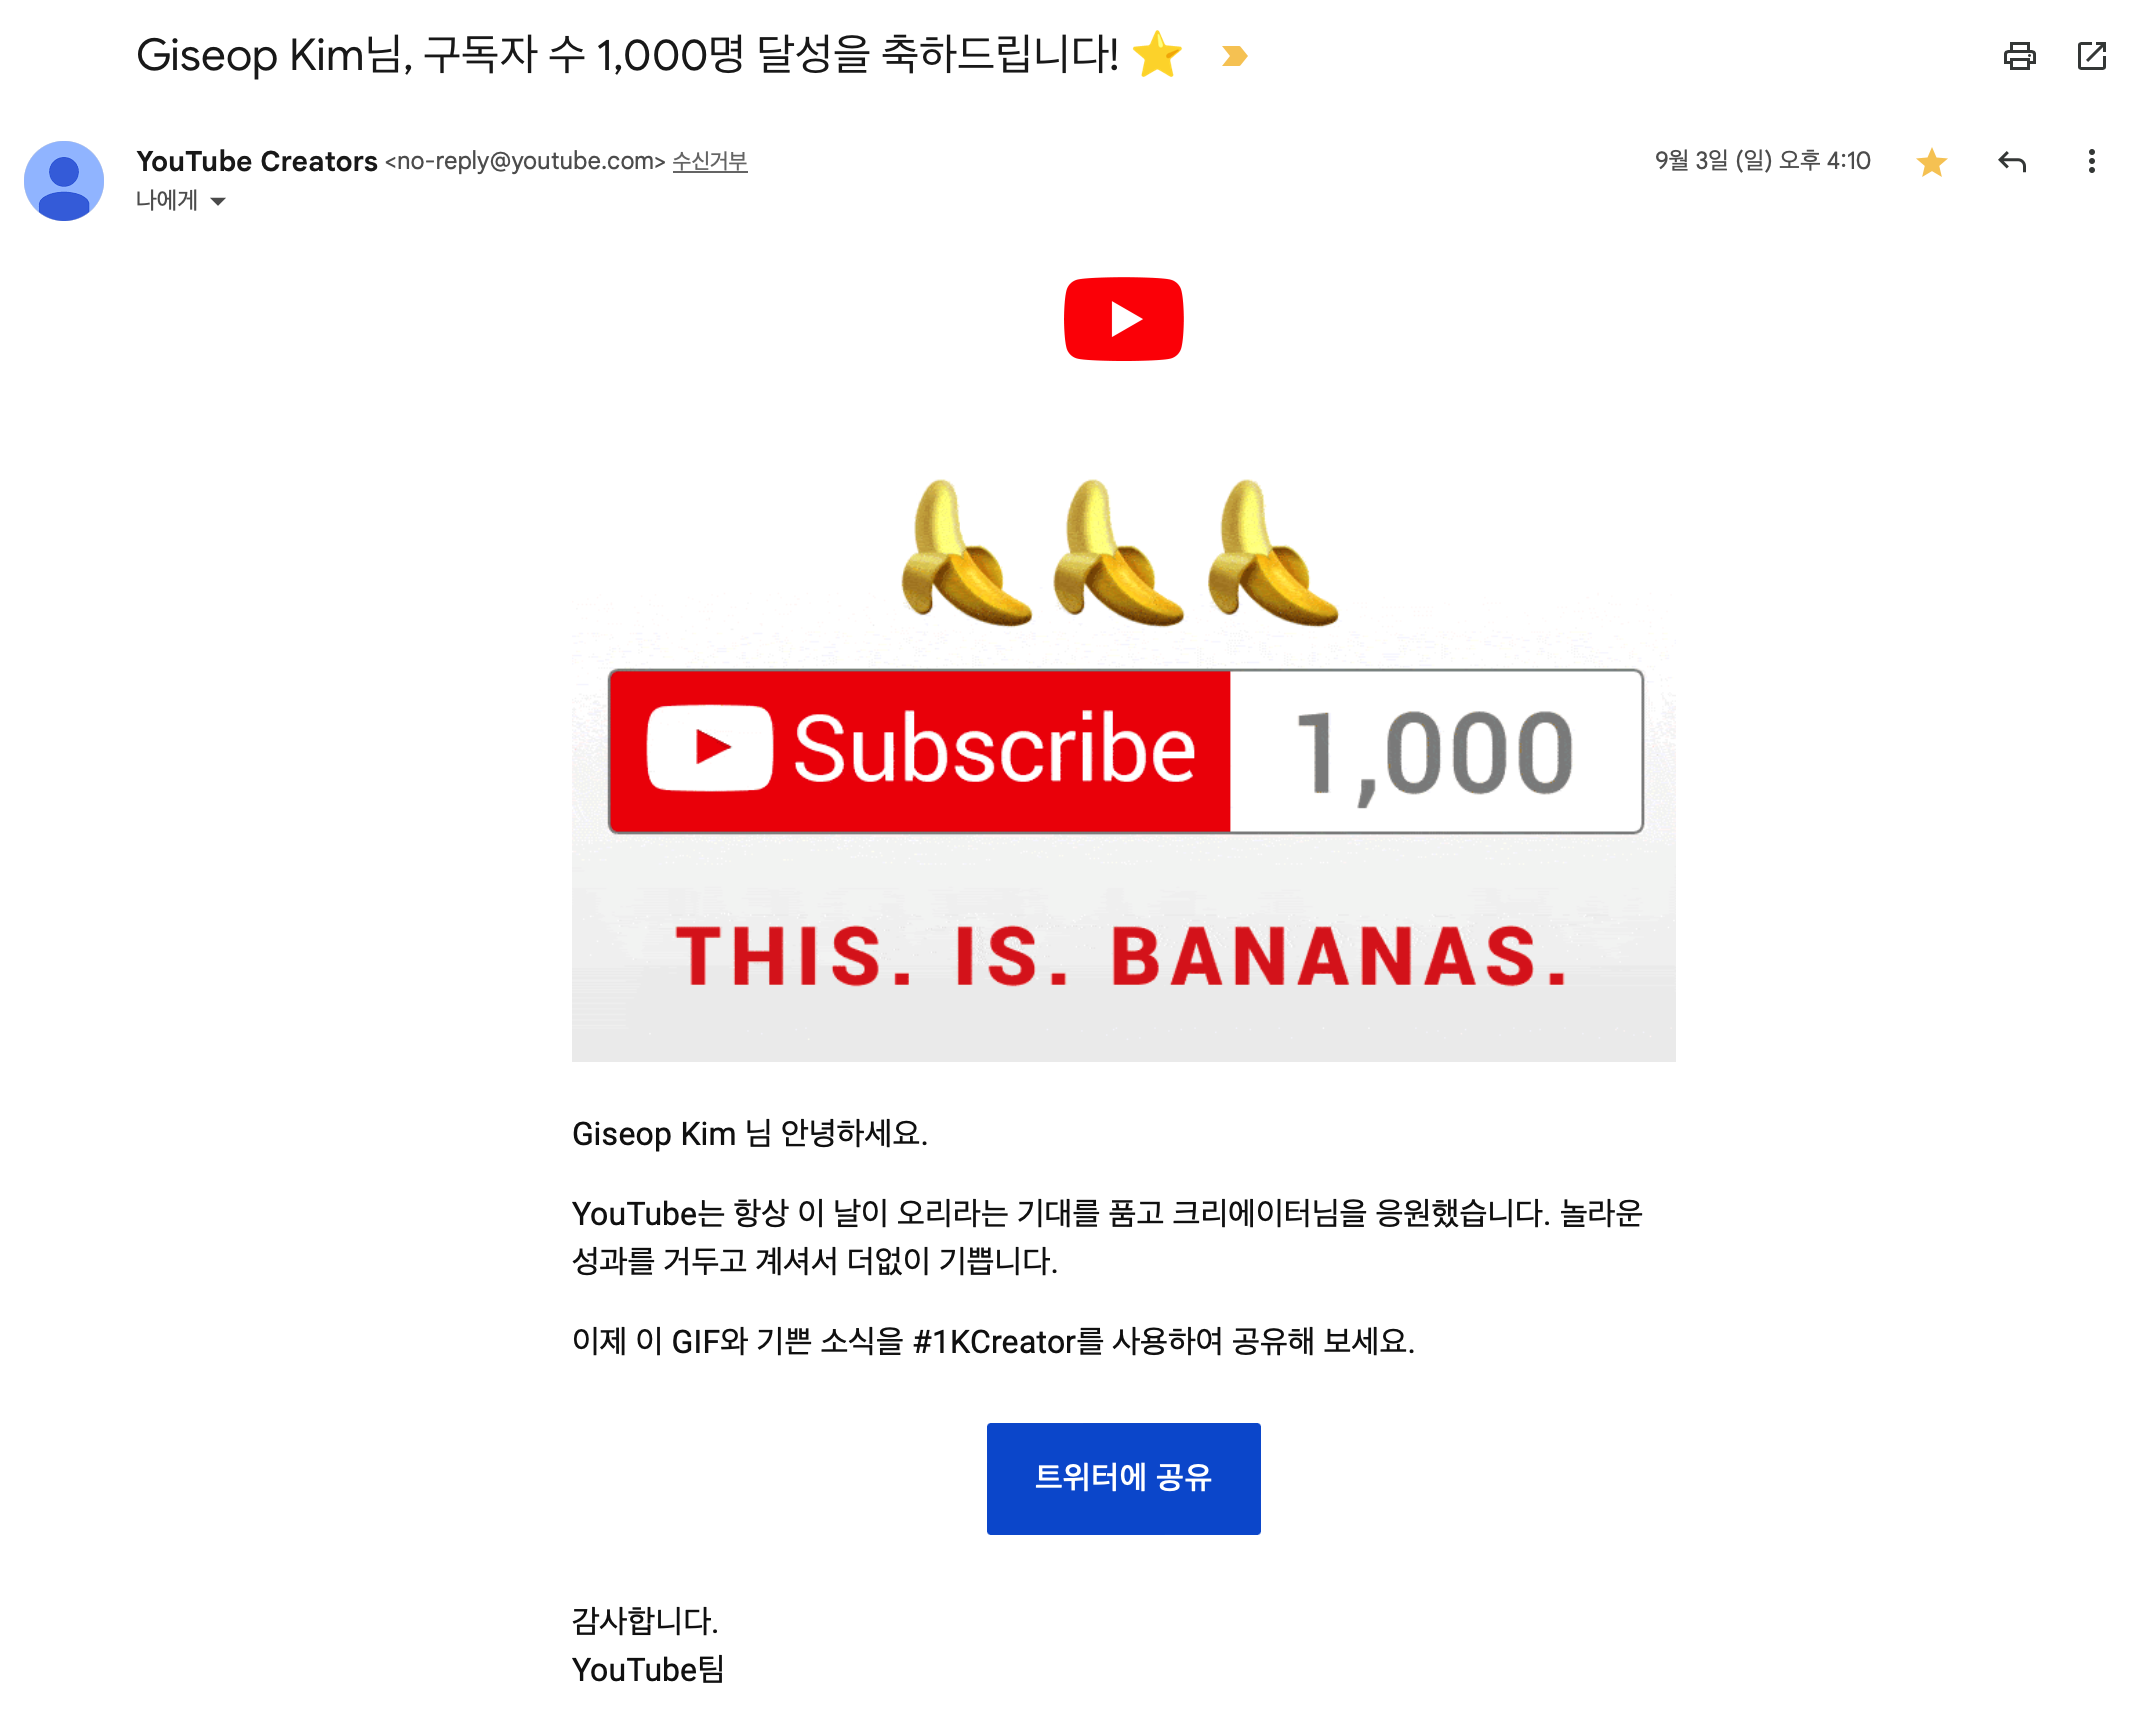 Giseop Kim님, 구독자 수 1,000명 달성을 축하드립니다! ⭐
YouTube Creators <no-reply@youtube.com> 수신거부
9월 3일 (일) 오후 4:10
나에게
Subscribe 1,000
THIS. IS. BANANAS.
Giseop Kim 님 안녕하세요.
YouTube는 항상 이 날이 오리라는 기대를 품고 크리에이터님을 응원했습니다. 놀라운
성과를 거두고 계셔서 더없이 기쁩니다.
이제 이 GIF와 기쁜 소식을 #1KCreator를 사용하여 공유해 보세요.
트위터에 공유
감사합니다.
YouTube팀